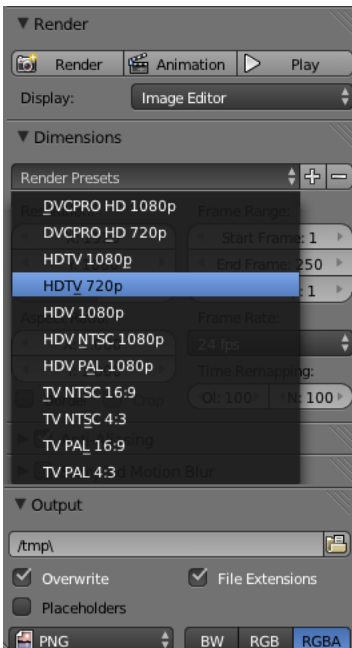 Render
Render Animation Play
Display: Image Editor
Dimensions
Render Presets
DVCPRO HD 1080p
DVCPRO HD 720p
HDTV 1080p
HDTV 720p
HDV 1080p
HDV NTSC 1080p
HDV PAL 1080p
TV NTSC 16:9
TV NTSC 4:3
TV PAL 16:9
TV PAL 4:3
Frame Range:
Start Frame: 1
End Frame: 250
: 1
Frame Rate:
24 fps
Time Remapping:
OI: 100 N: 100
Motion Blur
Output
/tmp\
Overwrite File Extensions
Placeholders
PNG BW RGB RGBA